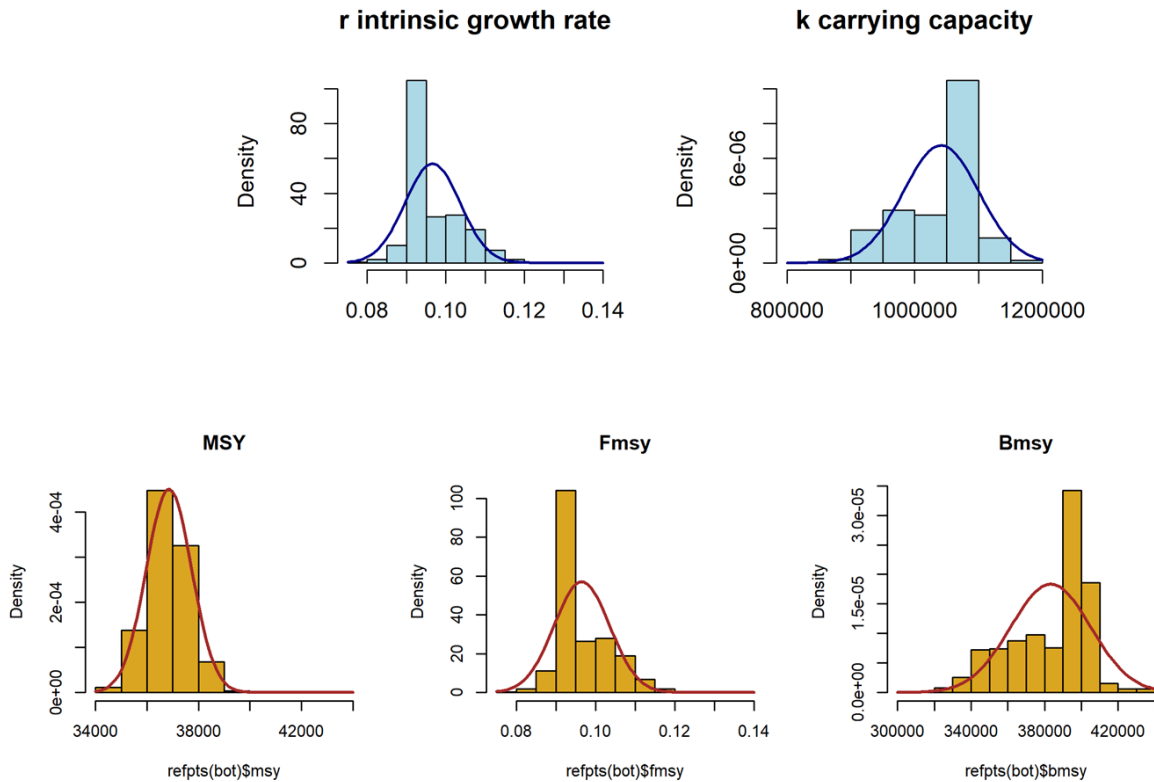 r intrinsic growth rate
k carrying capacity
Density
0 40 80
0.08 0.10 0.12 0.14
Density
0e+00 6e-06
800000 1000000 1200000
MSY
Fmsy
Bmsy
Density
0e+00 2e-04 4e-04
34000 38000 42000
refpts(bot)$msy
Density
0 20 40 60 80 100
0.08 0.10 0.12 0.14
refpts(bot)$fmsy
Density
0.0e+00 1.5e-05 3.0e-05
300000 340000 380000 420000
refpts(bot)$bmsy